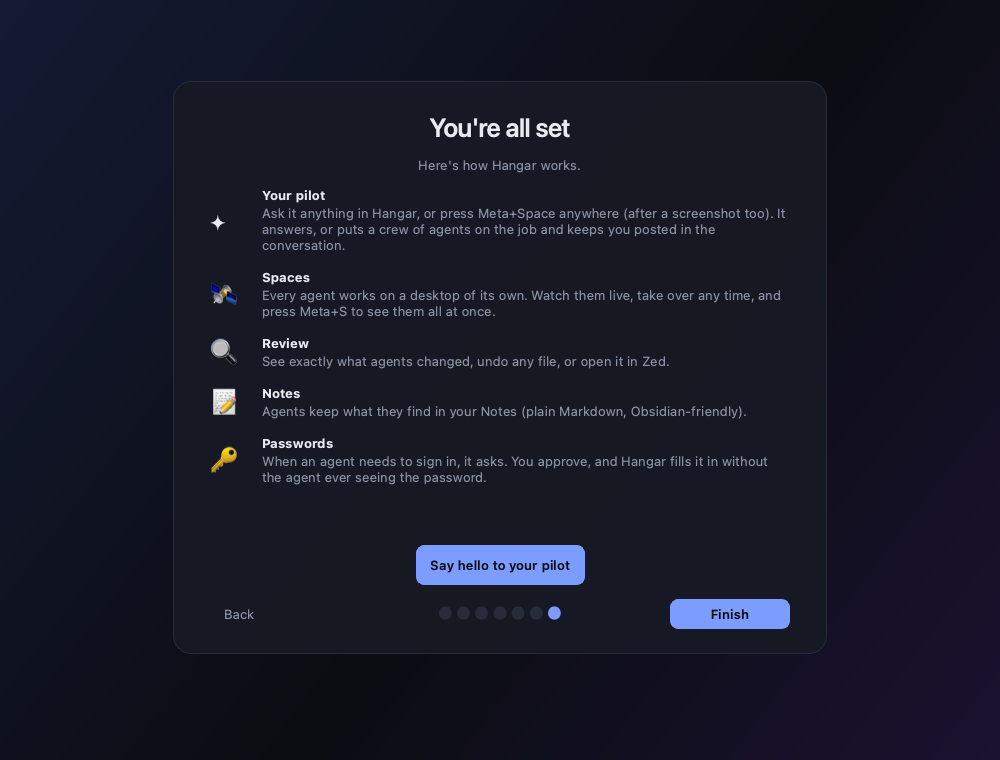 You're all set
Here's how Hangar works.
Your pilot
Ask it anything in Hangar, or press Meta+Space anywhere (after a screenshot too). It
answers, or puts a crew of agents on the job and keeps you posted in the
conversation.
Spaces
Every agent works on a desktop of its own. Watch them live, take over any time, and
press Meta+S to see them all at once.
Review
See exactly what agents changed, undo any file, or open it in Zed.
Notes
Agents keep what they find in your Notes (plain Markdown, Obsidian-friendly).
Passwords
When an agent needs to sign in, it asks. You approve, and Hangar fills it in without
the agent ever seeing the password.
Say hello to your pilot
Back
Finish